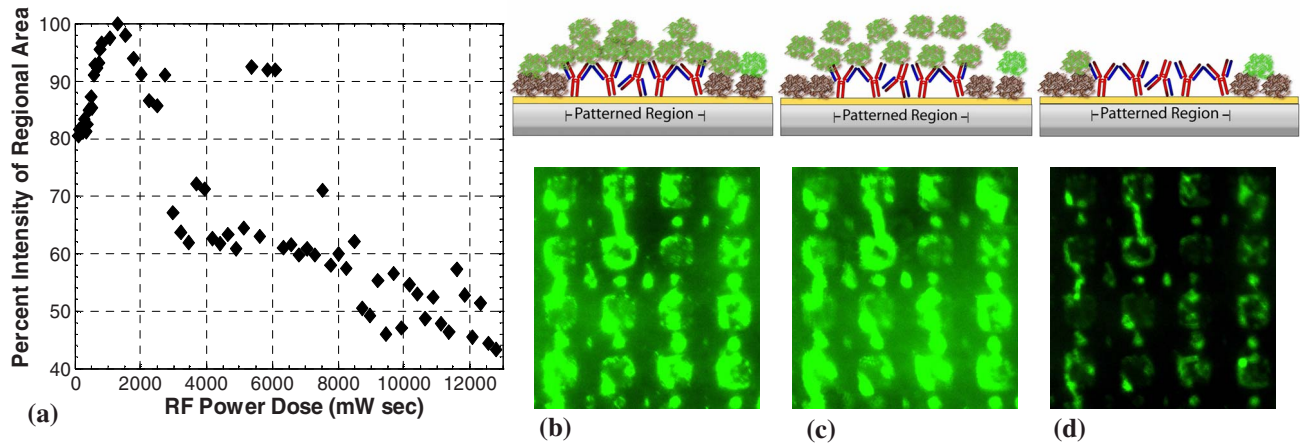 Percent Intensity of Regional Area
100
90
80
70
60
50
40
0
2000
4000
6000
8000
10000
12000
RF Power Dose (mW sec)
(a)
Patterned Region
(b)
Patterned Region
(c)
Patterned Region
(d)